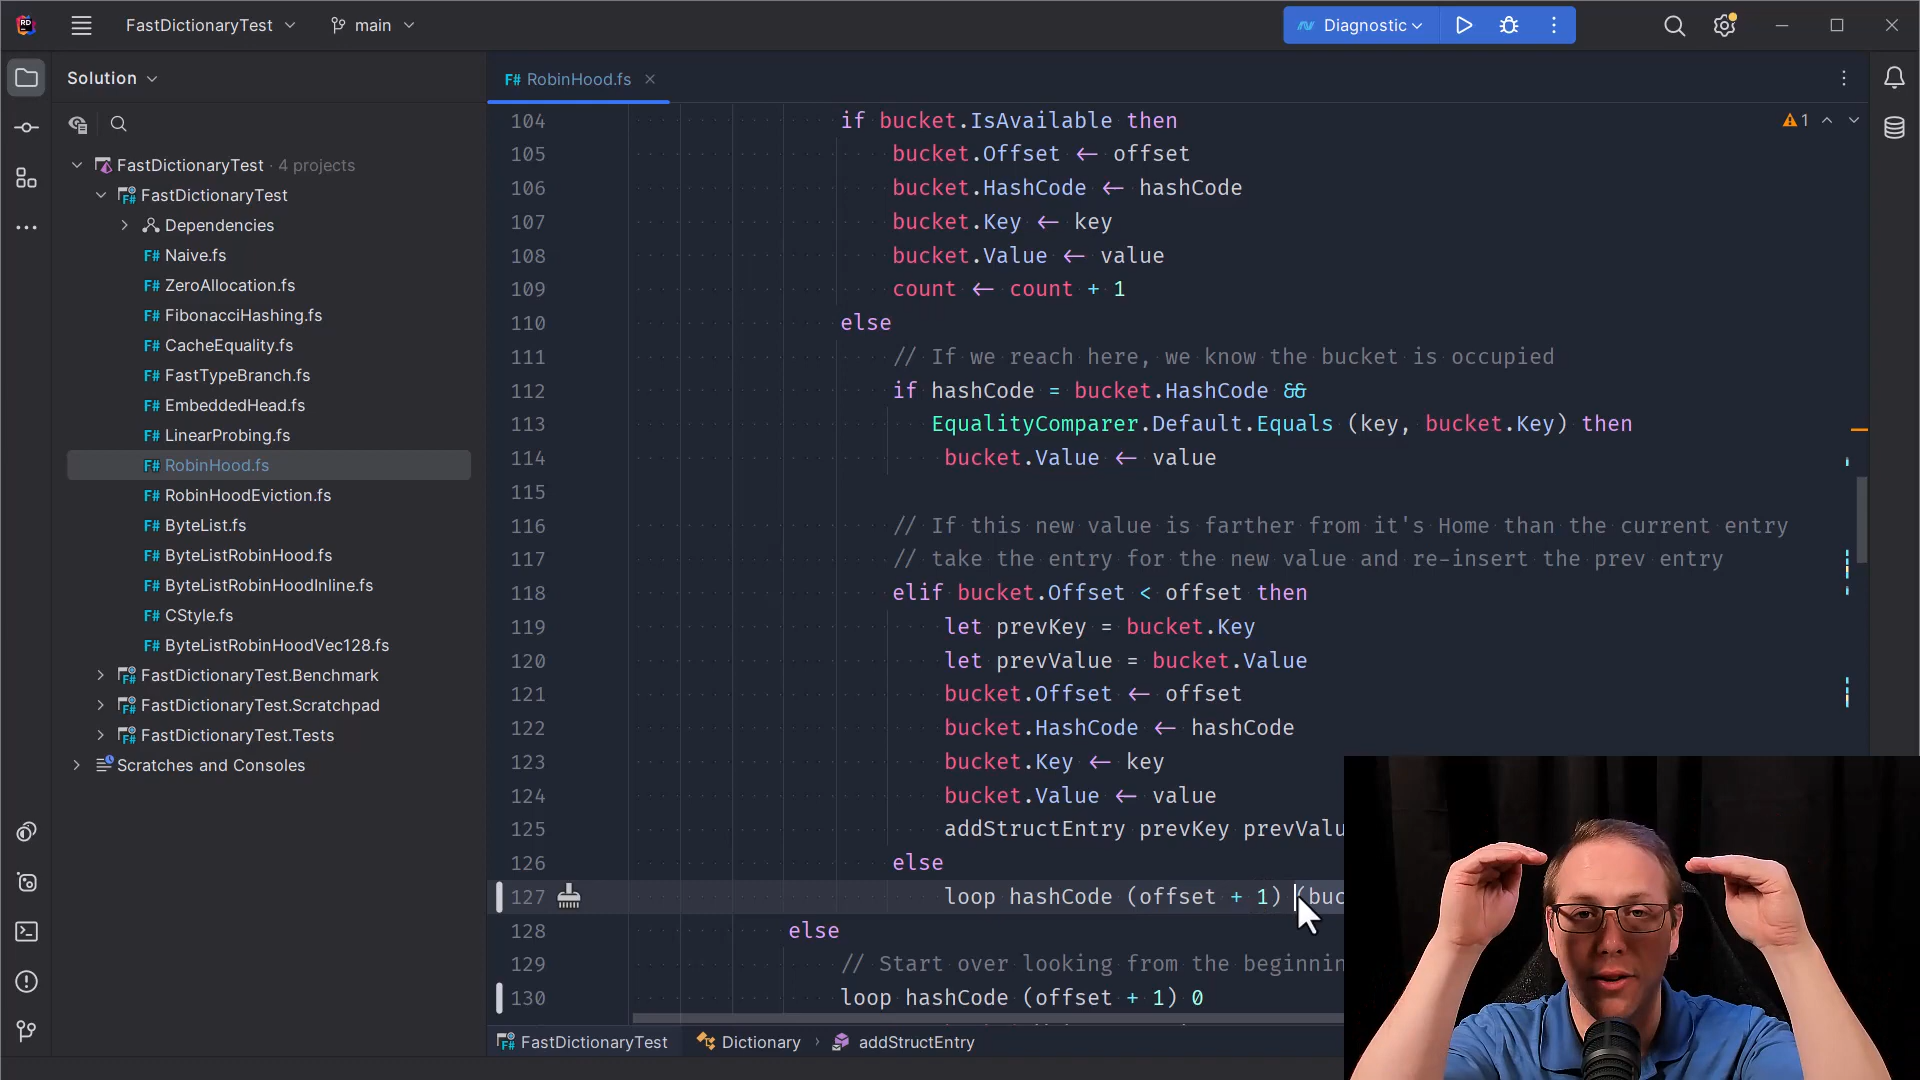 FastDictionaryTest
main
Diagnostic
Solution
RobinHood.fs
FastDictionaryTest · 4 projects
FastDictionaryTest
Dependencies
F# Naive.fs
F# ZeroAllocation.fs
F# FibonacciHashing.fs
F# CacheEquality.fs
F# FastTypeBranch.fs
F# EmbeddedHead.fs
F# LinearProbing.fs
F# RobinHood.fs
F# RobinHoodEviction.fs
F# ByteList.fs
F# ByteListRobinHood.fs
F# ByteListRobinHoodInline.fs
F# CStyle.fs
F# ByteListRobinHoodVec128.fs
FastDictionaryTest.Benchmark
FastDictionaryTest.Scratchpad
FastDictionaryTest.Tests
Scratches and Consoles
1
104 if bucket.IsAvailable then
105 bucket.Offset ← offset
106 bucket.HashCode ← hashCode
107 bucket.Key ← key
108 bucket.Value ← value
109 count ← count + 1
110 else
111 // If we reach here, we know the bucket is occupied
112 if hashCode = bucket.HashCode &&
113 EqualityComparer.Default.Equals (key, bucket.Key) then
114 bucket.Value ← value
115
116 // If this new value is farther from it's Home than the current entry
117 // take the entry for the new value and re-insert the prev entry
118 elif bucket.Offset < offset then
119 let prevKey = bucket.Key
120 let prevValue = bucket.Value
121 bucket.Offset ← offset
122 bucket.HashCode ← hashCode
123 bucket.Key ← key
124 bucket.Value ← value
125 addStructEntry prevKey prevValu
126 else
127 loop hashCode (offset + 1) (buc
128 else
129 // Start over looking from the beginnin
130 loop hashCode (offset + 1) 0
FastDictionaryTest
Dictionary › addStructEntry